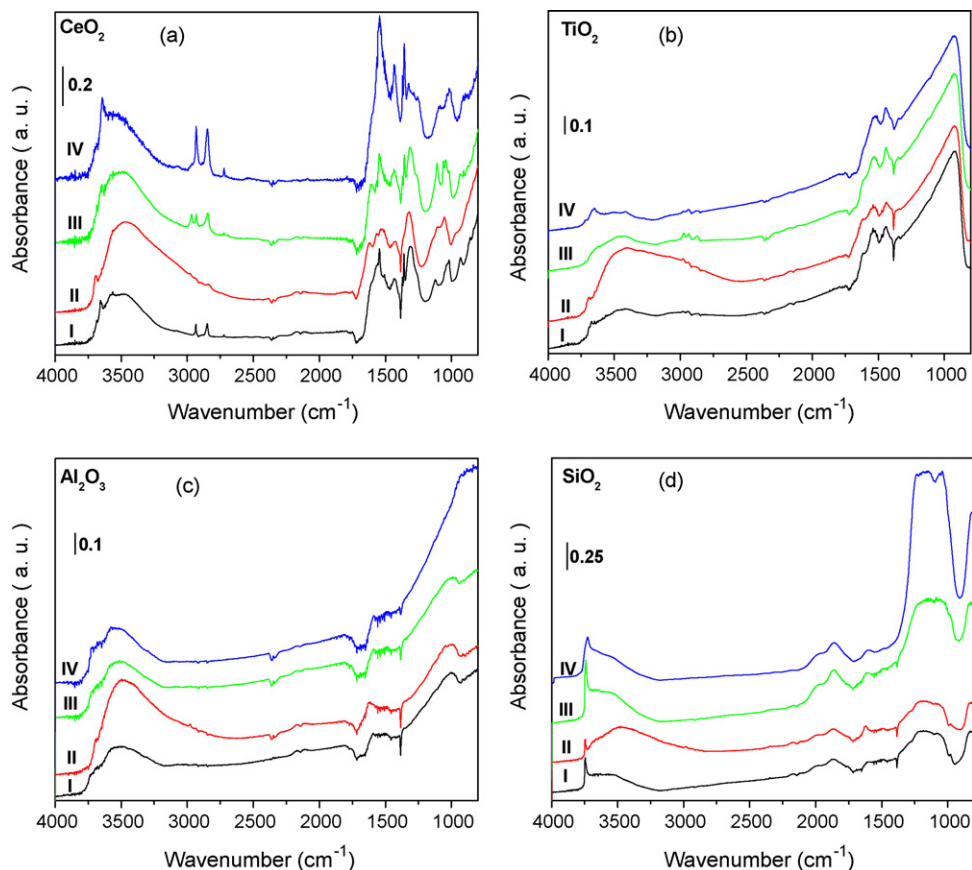 CeO₂ (a)
0.2
IV
III
II
I
Absorbance ( a. u. )
4000 3500 3000 2500 2000 1500 1000
Wavenumber (cm⁻¹)
TiO₂ (b)
0.1
IV
III
II
I
Absorbance ( a. u. )
4000 3500 3000 2500 2000 1500 1000
Wavenumber (cm⁻¹)
Al₂O₃ (c)
0.1
IV
III
II
I
Absorbance ( a. u. )
4000 3500 3000 2500 2000 1500 1000
Wavenumber (cm⁻¹)
SiO₂ (d)
0.25
IV
III
II
I
Absorbance ( a. u. )
4000 3500 3000 2500 2000 1500 1000
Wavenumber (cm⁻¹)